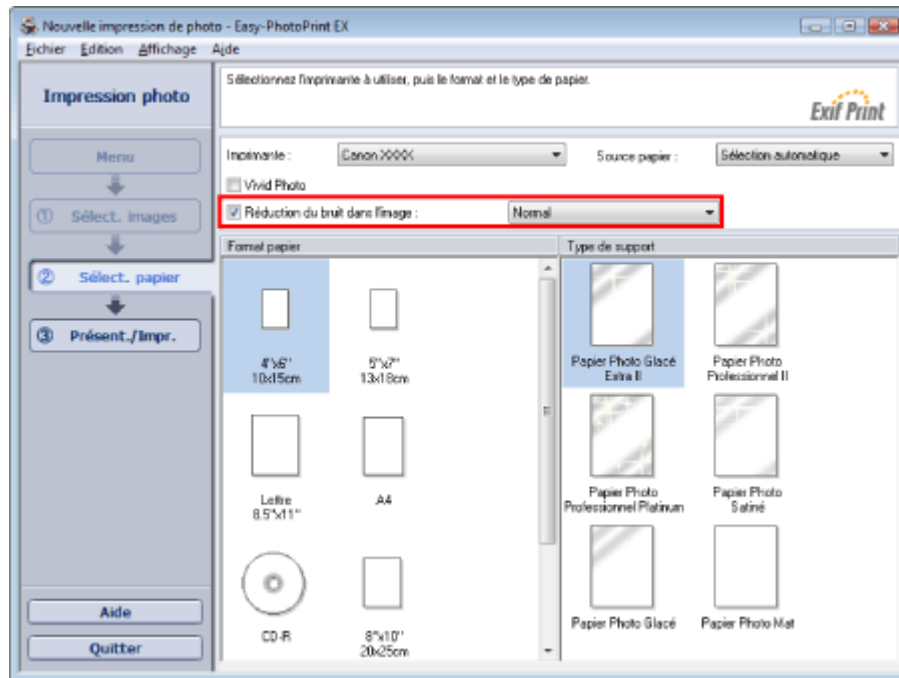 Nouvelle impression de photo - Easy-PhotoPrint EX
Fichier Edition Affichage Aide
Impression photo
Sélectionnez l'imprimante à utiliser, puis le format et le type de papier.
Exif Print
Menu
Imprimante : Canon XXXX Source papier : Sélection automatique
Vivid Photo
① Sélect. images
Réduction du bruit dans l'image : Normal
Format papier Type de support
② Sélect. papier
③ Présent./Impr.
4"x6" 10x15cm
5"x7" 13x18cm
Papier Photo Glacé Extra II
Papier Photo Professionnel II
Lettre 8.5"x11"
A4
Papier Photo Professionnel Platinum
Papier Photo Satiné
CD-R
8"x10" 20x25cm
Papier Photo Glacé
Papier Photo Mat
Aide
Quitter